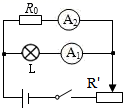 R₀ A₂
L A₁
R'